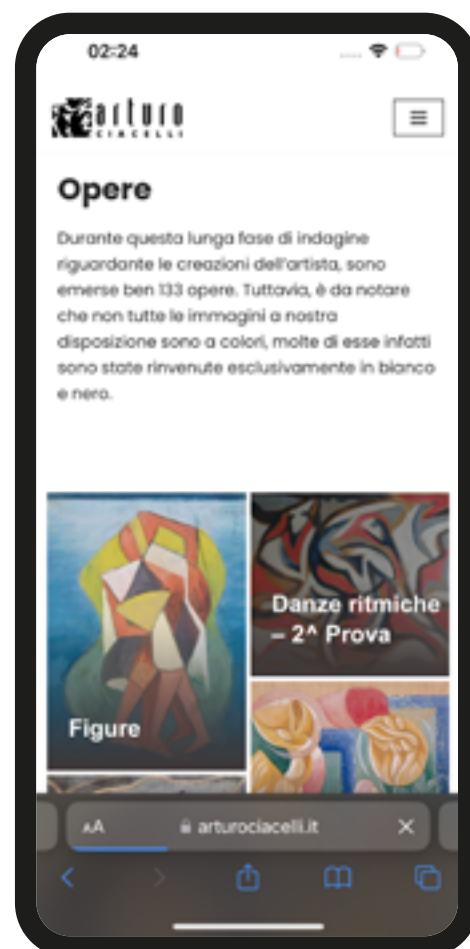 02:24
arturo
CIACELLI
Opere
Durante questa lunga fase di indagine
riguardante le creazioni dell'artista, sono
emerse ben 133 opere. Tuttavia, è da notare
che non tutte le immagini a nostra
disposizione sono a colori, molte di esse infatti
sono state rinvenute esclusivamente in bianco
e nero.
Danze ritmiche
– 2^ Prova
Figure
AA arturociacelli.it